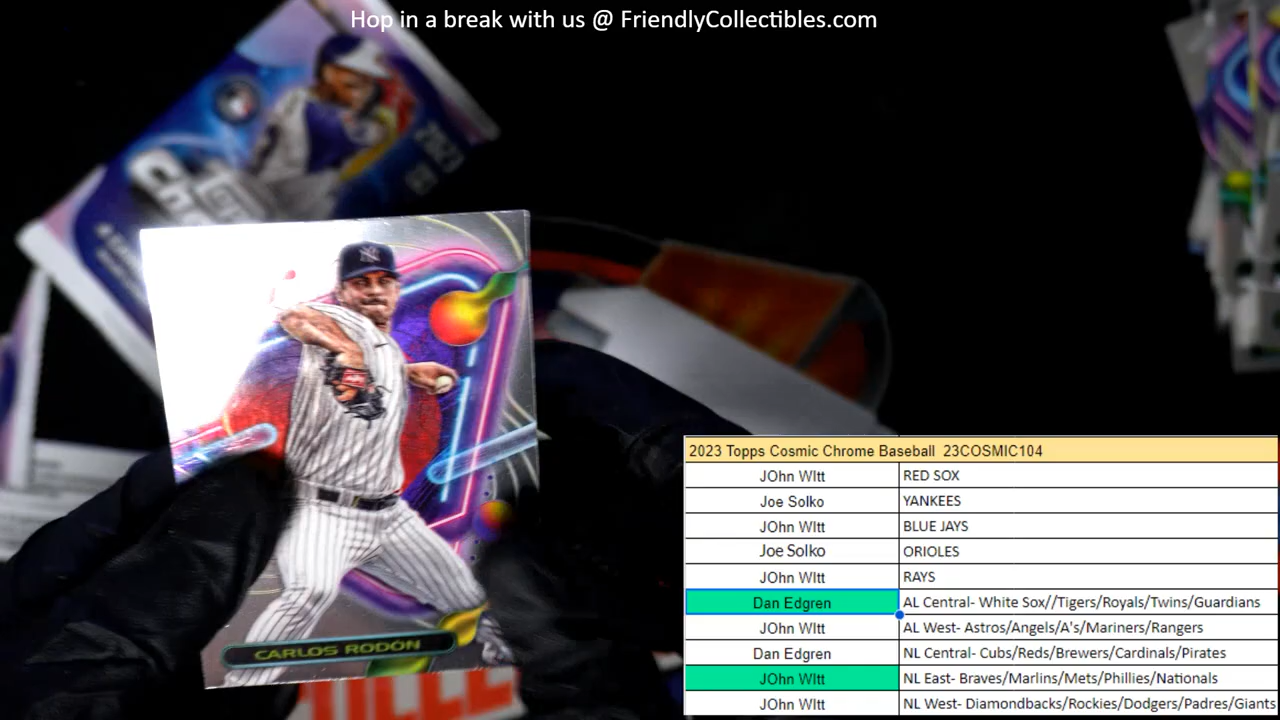 Hop in a break with us @ FriendlyCollectibles.com
2023
CARLOS RODÓN
2023 Topps Cosmic Chrome Baseball 23COSMIC104
JOhn WItt RED SOX
Joe Solko YANKEES
JOhn WItt BLUE JAYS
Joe Solko ORIOLES
JOhn WItt RAYS
Dan Edgren AL Central- White Sox//Tigers/Royals/Twins/Guardians
JOhn WItt AL West- Astros/Angels/A's/Mariners/Rangers
Dan Edgren NL Central- Cubs/Reds/Brewers/Cardinals/Pirates
JOhn WItt NL East- Braves/Marlins/Mets/Phillies/Nationals
JOhn WItt NL West- Diamondbacks/Rockies/Dodgers/Padres/Giants